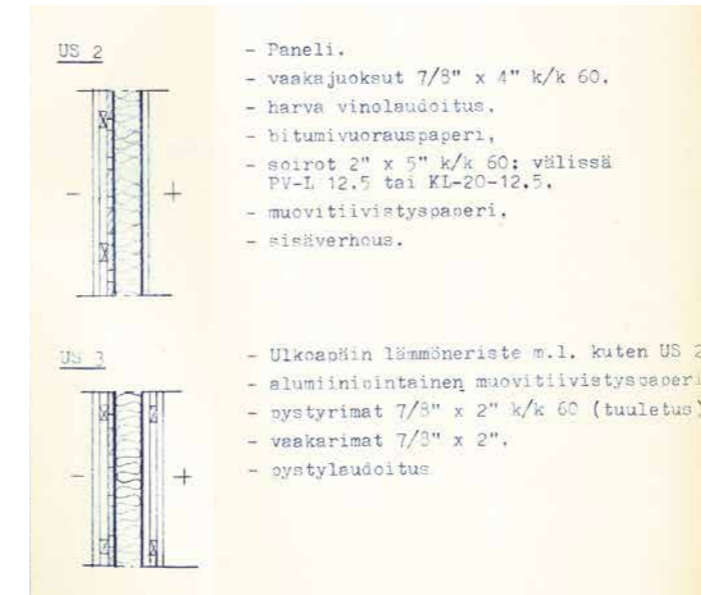 US 2
- Paneli.
- vaakajuoksut 7/8" x 4" k/k 60.
- harva vinolaudoitus.
- bitumivuorauspaperi,
- soirot 2" x 5" k/k 60: välissä
PV-L 12.5 tai KL-20-12.5.
- muovitiivistyspaperi.
- sisäverhous.
- +
US 3
- Ulkoapäin lämmöneriste m.l. kuten US 2
- alumiinipintainen muovitiivistyspaperi
- pystyrimat 7/8" x 2" k/k 60 (tuuletus)
- vaakarimat 7/8" x 2".
- pystylaudoitus
- +